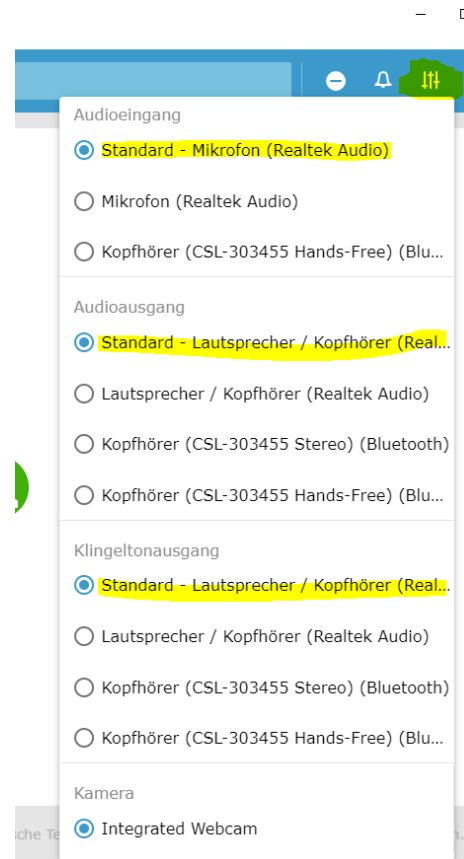 Audioeingang
Standard - Mikrofon (Realtek Audio)
Mikrofon (Realtek Audio)
Kopfhörer (CSL-303455 Hands-Free) (Blu...
Audioausgang
Standard - Lautsprecher / Kopfhörer (Real...
Lautsprecher / Kopfhörer (Realtek Audio)
Kopfhörer (CSL-303455 Stereo) (Bluetooth)
Kopfhörer (CSL-303455 Hands-Free) (Blu...
Klingeltonausgang
Standard - Lautsprecher / Kopfhörer (Real...
Lautsprecher / Kopfhörer (Realtek Audio)
Kopfhörer (CSL-303455 Stereo) (Bluetooth)
Kopfhörer (CSL-303455 Hands-Free) (Blu...
Kamera
sche Te
Integrated Webcam